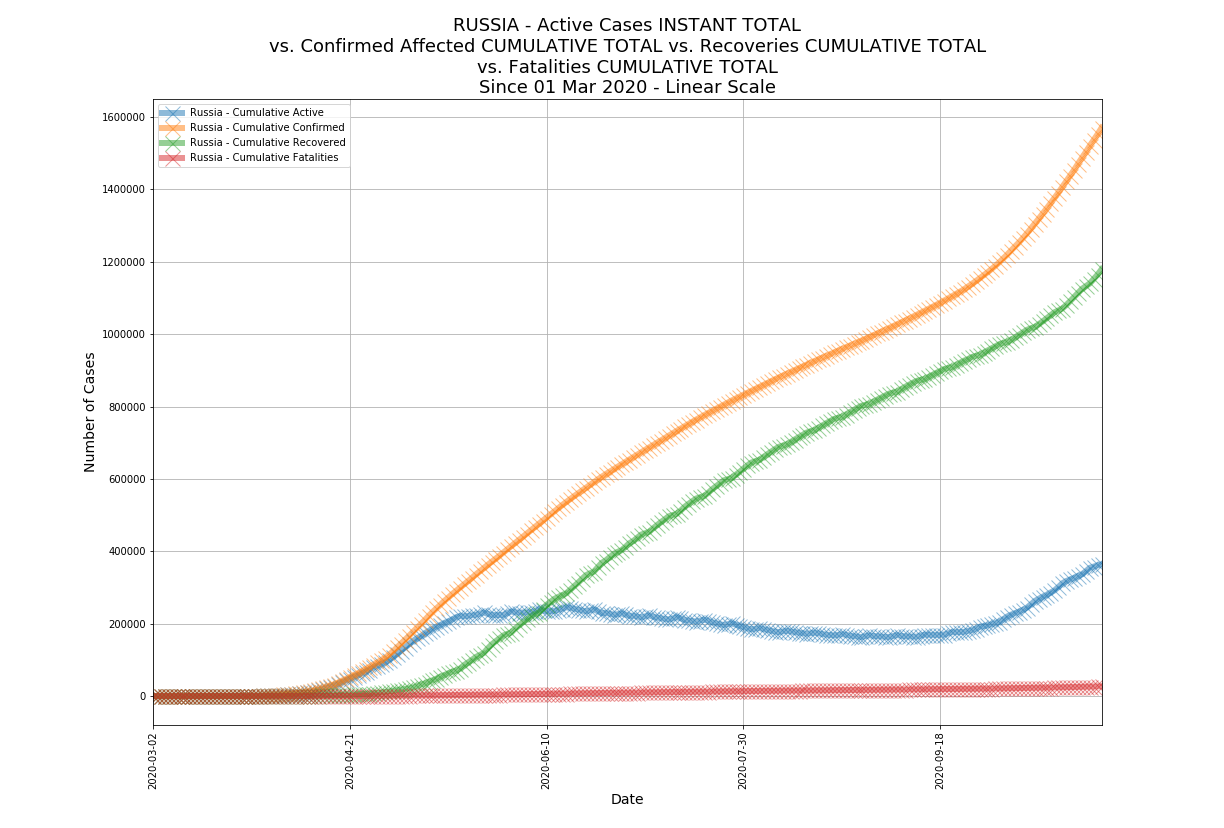 RUSSIA - Active Cases INSTANT TOTAL
vs. Confirmed Affected CUMULATIVE TOTAL vs. Recoveries CUMULATIVE TOTAL
vs. Fatalities CUMULATIVE TOTAL
Since 01 Mar 2020 - Linear Scale
Russia - Cumulative Active
Russia - Cumulative Confirmed
Russia - Cumulative Recovered
Russia - Cumulative Fatalities
Number of Cases
1600000
1400000
1200000
1000000
800000
600000
400000
200000
0
2020-03-02
2020-04-21
2020-06-10
2020-07-30
2020-09-18
Date